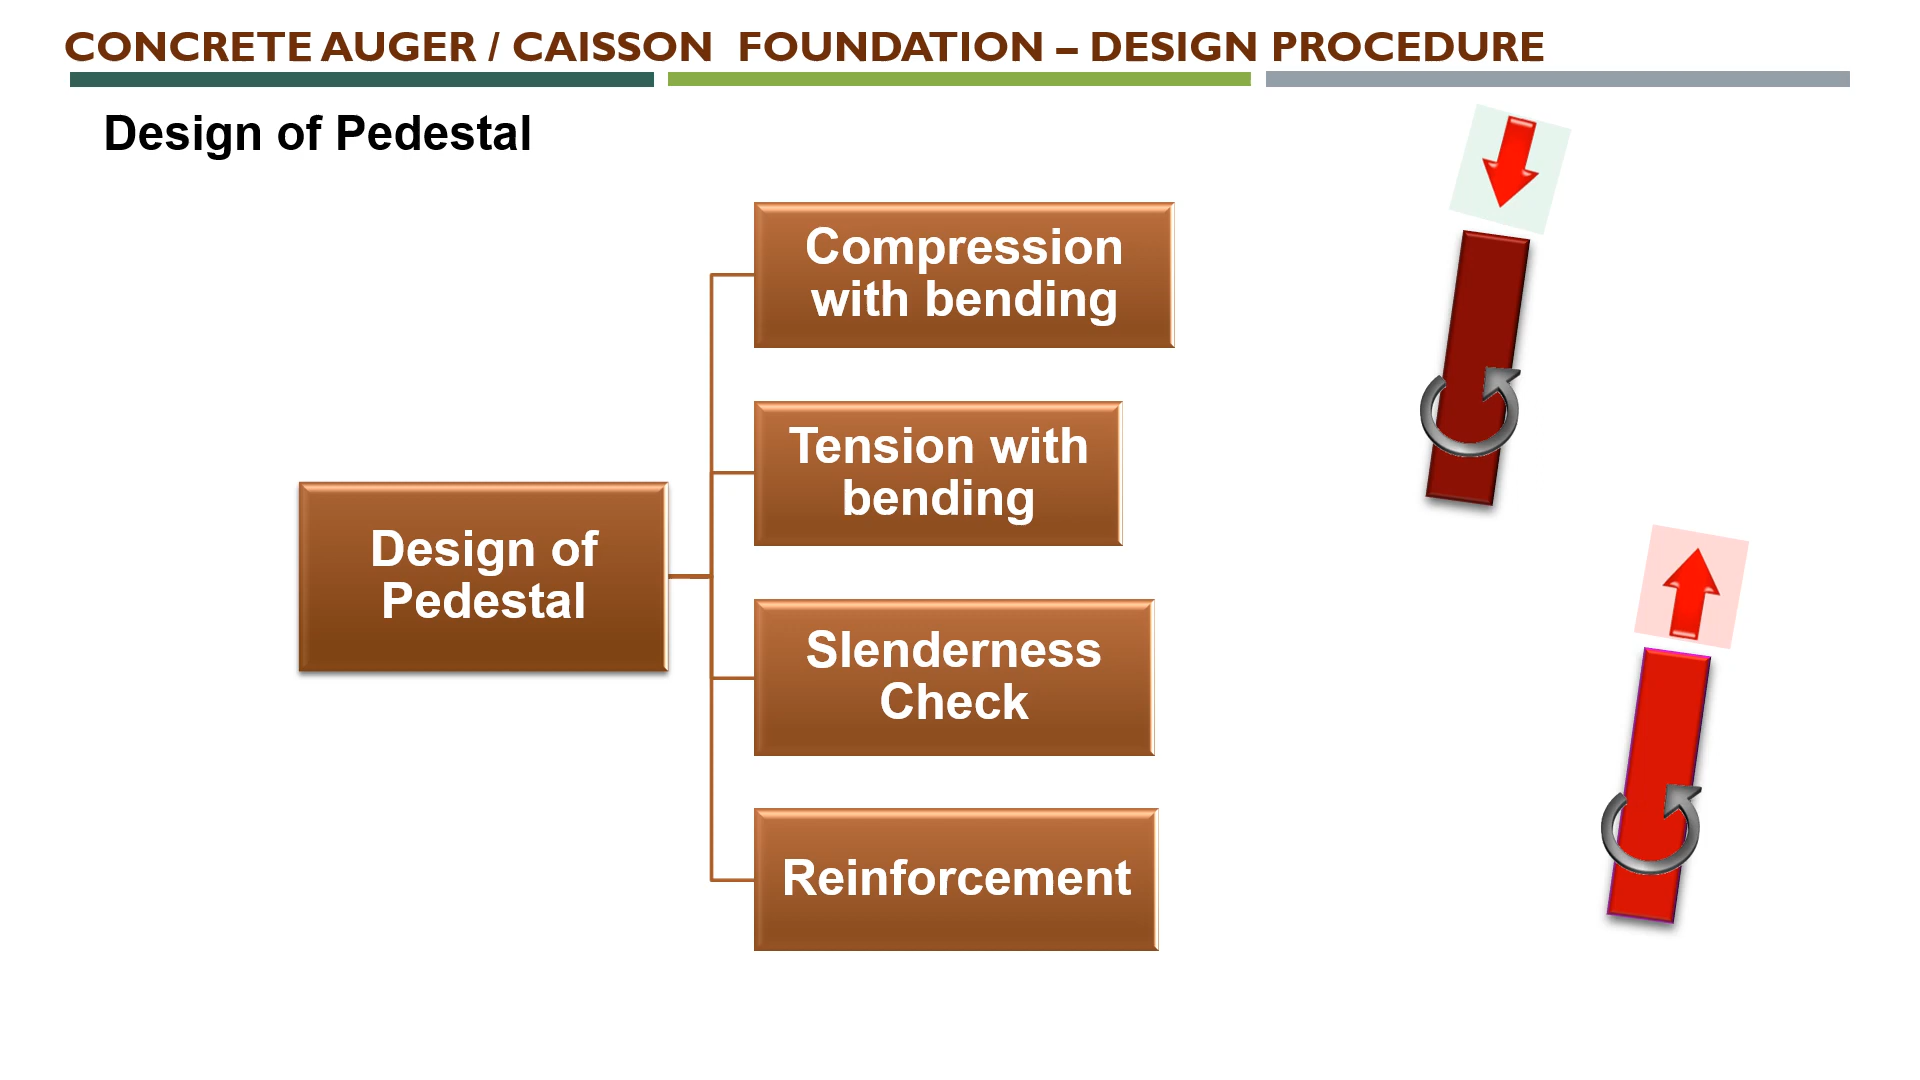 CONCRETE AUGER / CAISSON FOUNDATION – DESIGN PROCEDURE
Design of Pedestal
Compression
with bending
Tension with
bending
Design of
Pedestal
Slenderness
Check
Reinforcement